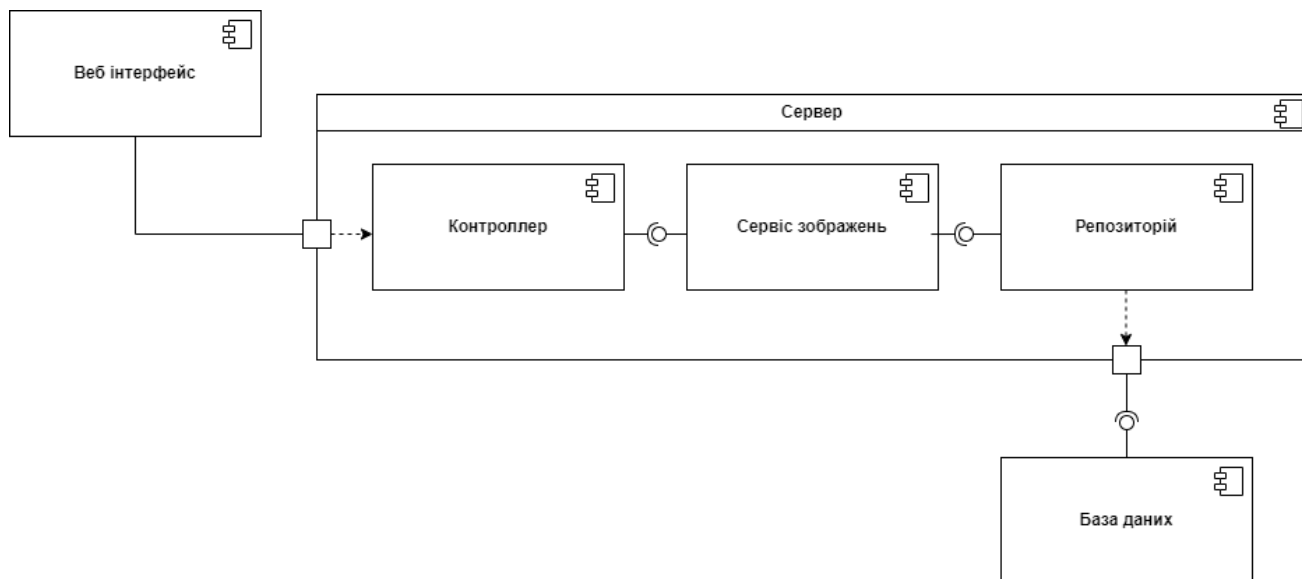 Веб інтерфейс
Сервер
Контроллер
Сервіс зображень
Репозиторій
База даних